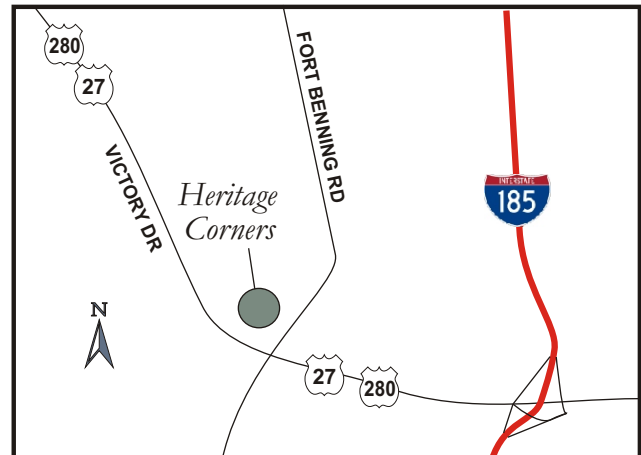 280
27
VICTORY DR
Heritage
Corners
FORT BENNING RD
INTERSTATE
185
N
27
280